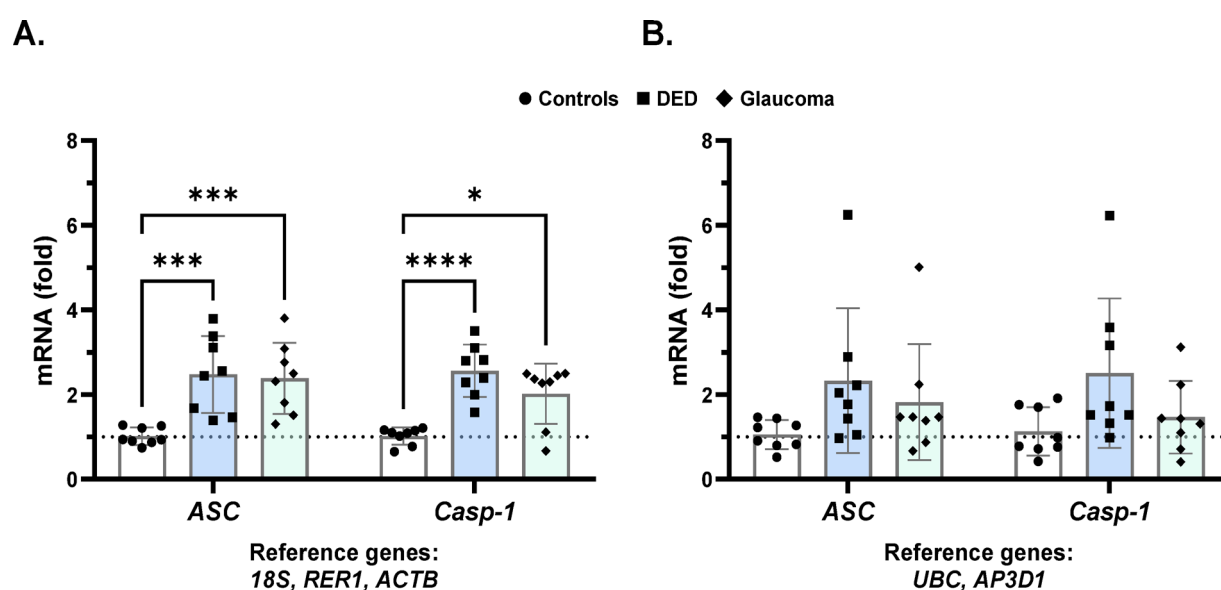 A.
B.
Controls DED Glaucoma
mRNA (fold)
8
6
4
2
0
***
***
*
****
ASC
Casp-1
Reference genes:
18S, RER1, ACTB
mRNA (fold)
8
6
4
2
0
ASC
Casp-1
Reference genes:
UBC, AP3D1